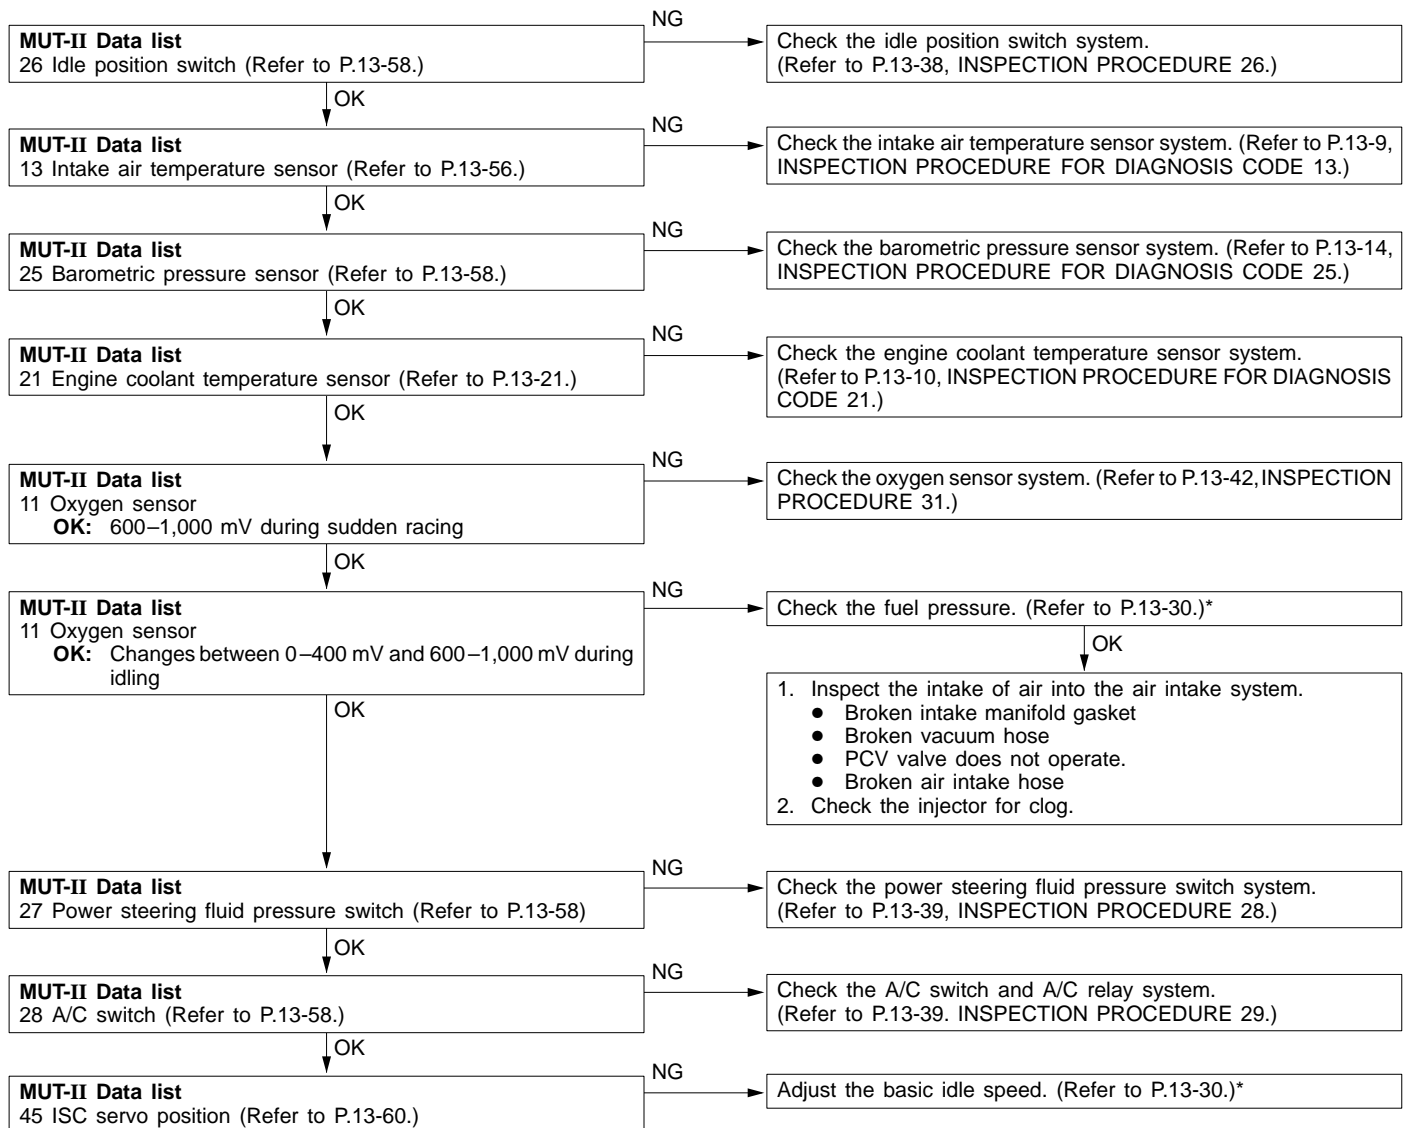 NG
MUT-II Data list
26 Idle position switch (Refer to P.13-58.)
Check the idle position switch system.
(Refer to P.13-38, INSPECTION PROCEDURE 26.)
OK
NG
MUT-II Data list
13 Intake air temperature sensor (Refer to P.13-56.)
Check the intake air temperature sensor system. (Refer to P.13-9,
INSPECTION PROCEDURE FOR DIAGNOSIS CODE 13.)
OK
NG
MUT-II Data list
25 Barometric pressure sensor (Refer to P.13-58.)
Check the barometric pressure sensor system. (Refer to P.13-14,
INSPECTION PROCEDURE FOR DIAGNOSIS CODE 25.)
OK
NG
MUT-II Data list
21 Engine coolant temperature sensor (Refer to P.13-21.)
Check the engine coolant temperature sensor system.
(Refer to P.13-10, INSPECTION PROCEDURE FOR DIAGNOSIS
CODE 21.)
OK
NG
MUT-II Data list
11 Oxygen sensor
OK: 600–1,000 mV during sudden racing
Check the oxygen sensor system. (Refer to P.13-42, INSPECTION
PROCEDURE 31.)
OK
NG
MUT-II Data list
11 Oxygen sensor
OK: Changes between 0–400 mV and 600–1,000 mV during
idling
Check the fuel pressure. (Refer to P.13-30.)*
OK
1. Inspect the intake of air into the air intake system.
● Broken intake manifold gasket
● Broken vacuum hose
● PCV valve does not operate.
● Broken air intake hose
2. Check the injector for clog.
OK
NG
MUT-II Data list
27 Power steering fluid pressure switch (Refer to P.13-58)
Check the power steering fluid pressure switch system.
(Refer to P.13-39, INSPECTION PROCEDURE 28.)
OK
NG
MUT-II Data list
28 A/C switch (Refer to P.13-58.)
Check the A/C switch and A/C relay system.
(Refer to P.13-39. INSPECTION PROCEDURE 29.)
OK
NG
MUT-II Data list
45 ISC servo position (Refer to P.13-60.)
Adjust the basic idle speed. (Refer to P.13-30.)*